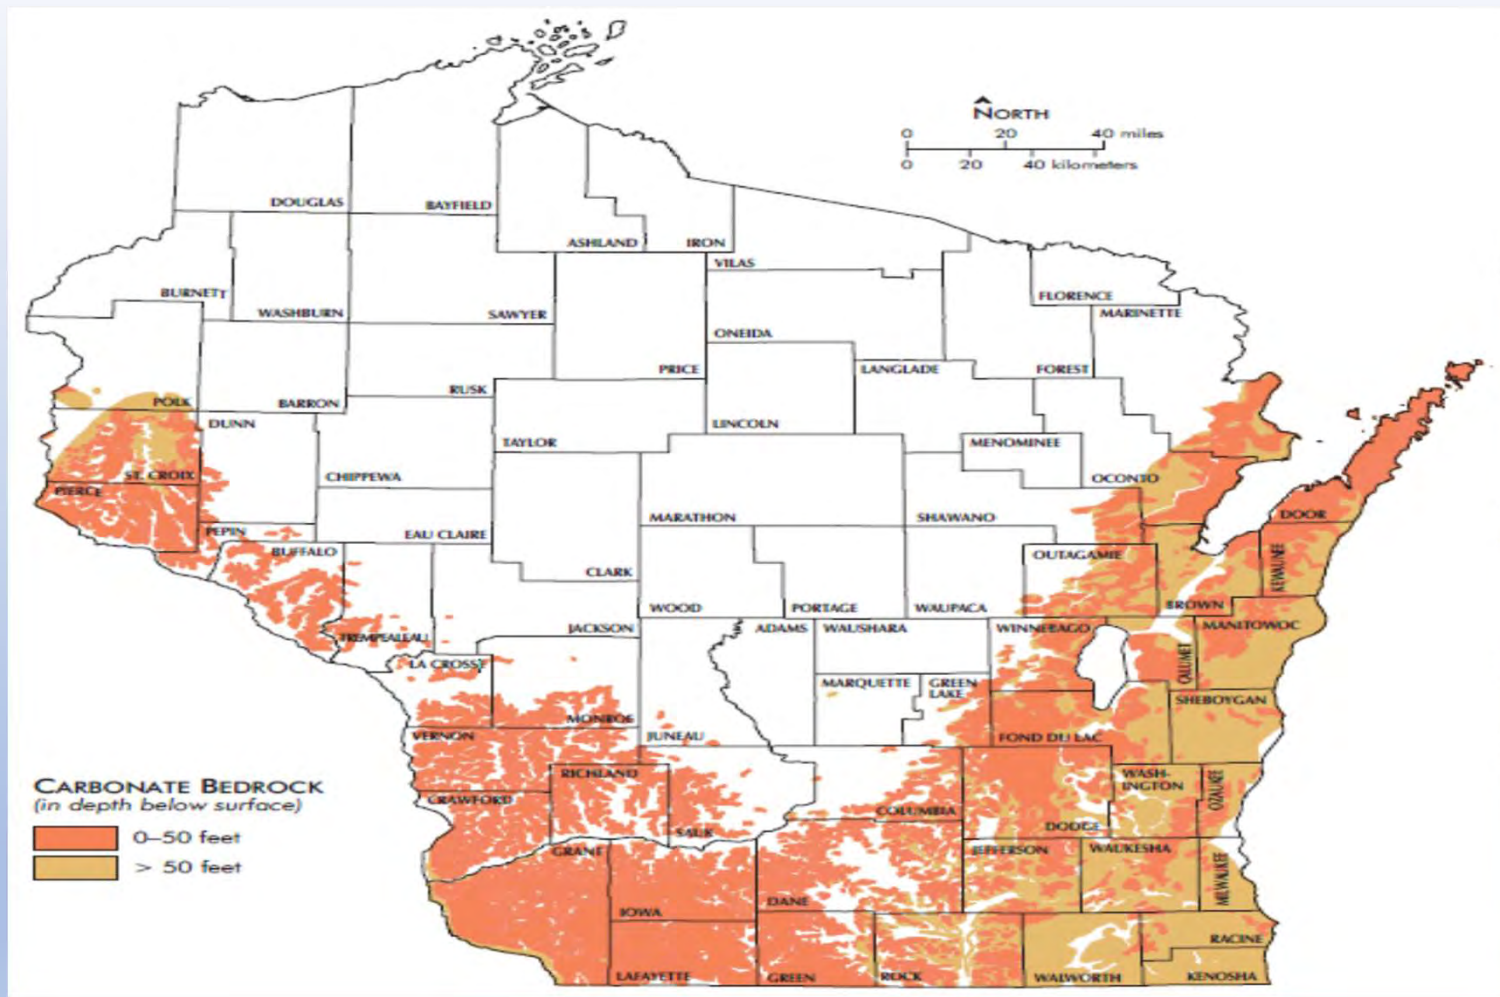 NORTH
0 20 40 miles
0 20 40 kilometers
DOUGLAS
BAYFIELD
ASHLAND
IRON
VILAS
BURNETT
WASHBURN
SAWYER
FLORENCE
MARINETTE
ONEIDA
PRICE
LANGLADE
FOREST
RUSK
POLK
BARRON
DUNN
LINCOLN
TAYLOR
MENOMINEE
ST. CROIX
CHIPPEWA
OCONTO
PIERCE
MARATHON
SHAWANO
DOOR
PEPIN
EAU CLAIRE
BUFFALO
OUTAGAMIE
KEWAUNEE
CLARK
WOOD
PORTAGE
WAUPACA
BROWN
TREMPEALEAU
JACKSON
ADAMS
WAUSHARA
WINNEBAGO
MANITOWOC
LA CROSSE
CALUMET
MARQUETTE
GREEN
LAKE
SHEBOYGAN
MONROE
VERNON
JUNEAU
FOND DU LAC
RICHLAND
WASH-
INGTON
OZAUKEE
CARBONATE BEDROCK
(in depth below surface)
0–50 feet
> 50 feet
CRAWFORD
COLUMBIA
SAUK
DODGE
GRANT
JEFFERSON
WAUKESHA
MILWAUKEE
IOWA
DANE
RACINE
LAFAYETTE
GREEN
ROCK
WALWORTH
KENOSHA